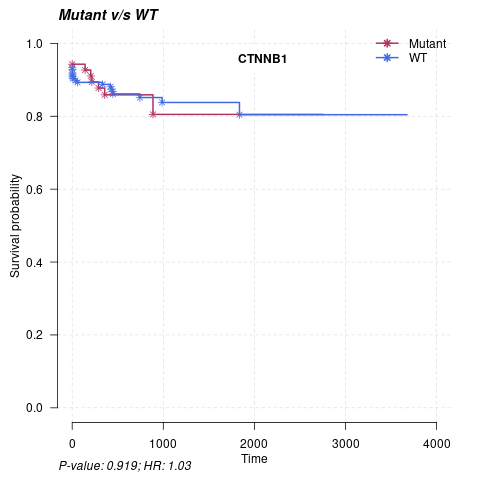 Mutant v/s WT
CTNNB1
Mutant
WT
Survival probability
1.0
0.8
0.6
0.4
0.2
0.0
0 1000 2000 3000 4000
Time
P-value: 0.919; HR: 1.03